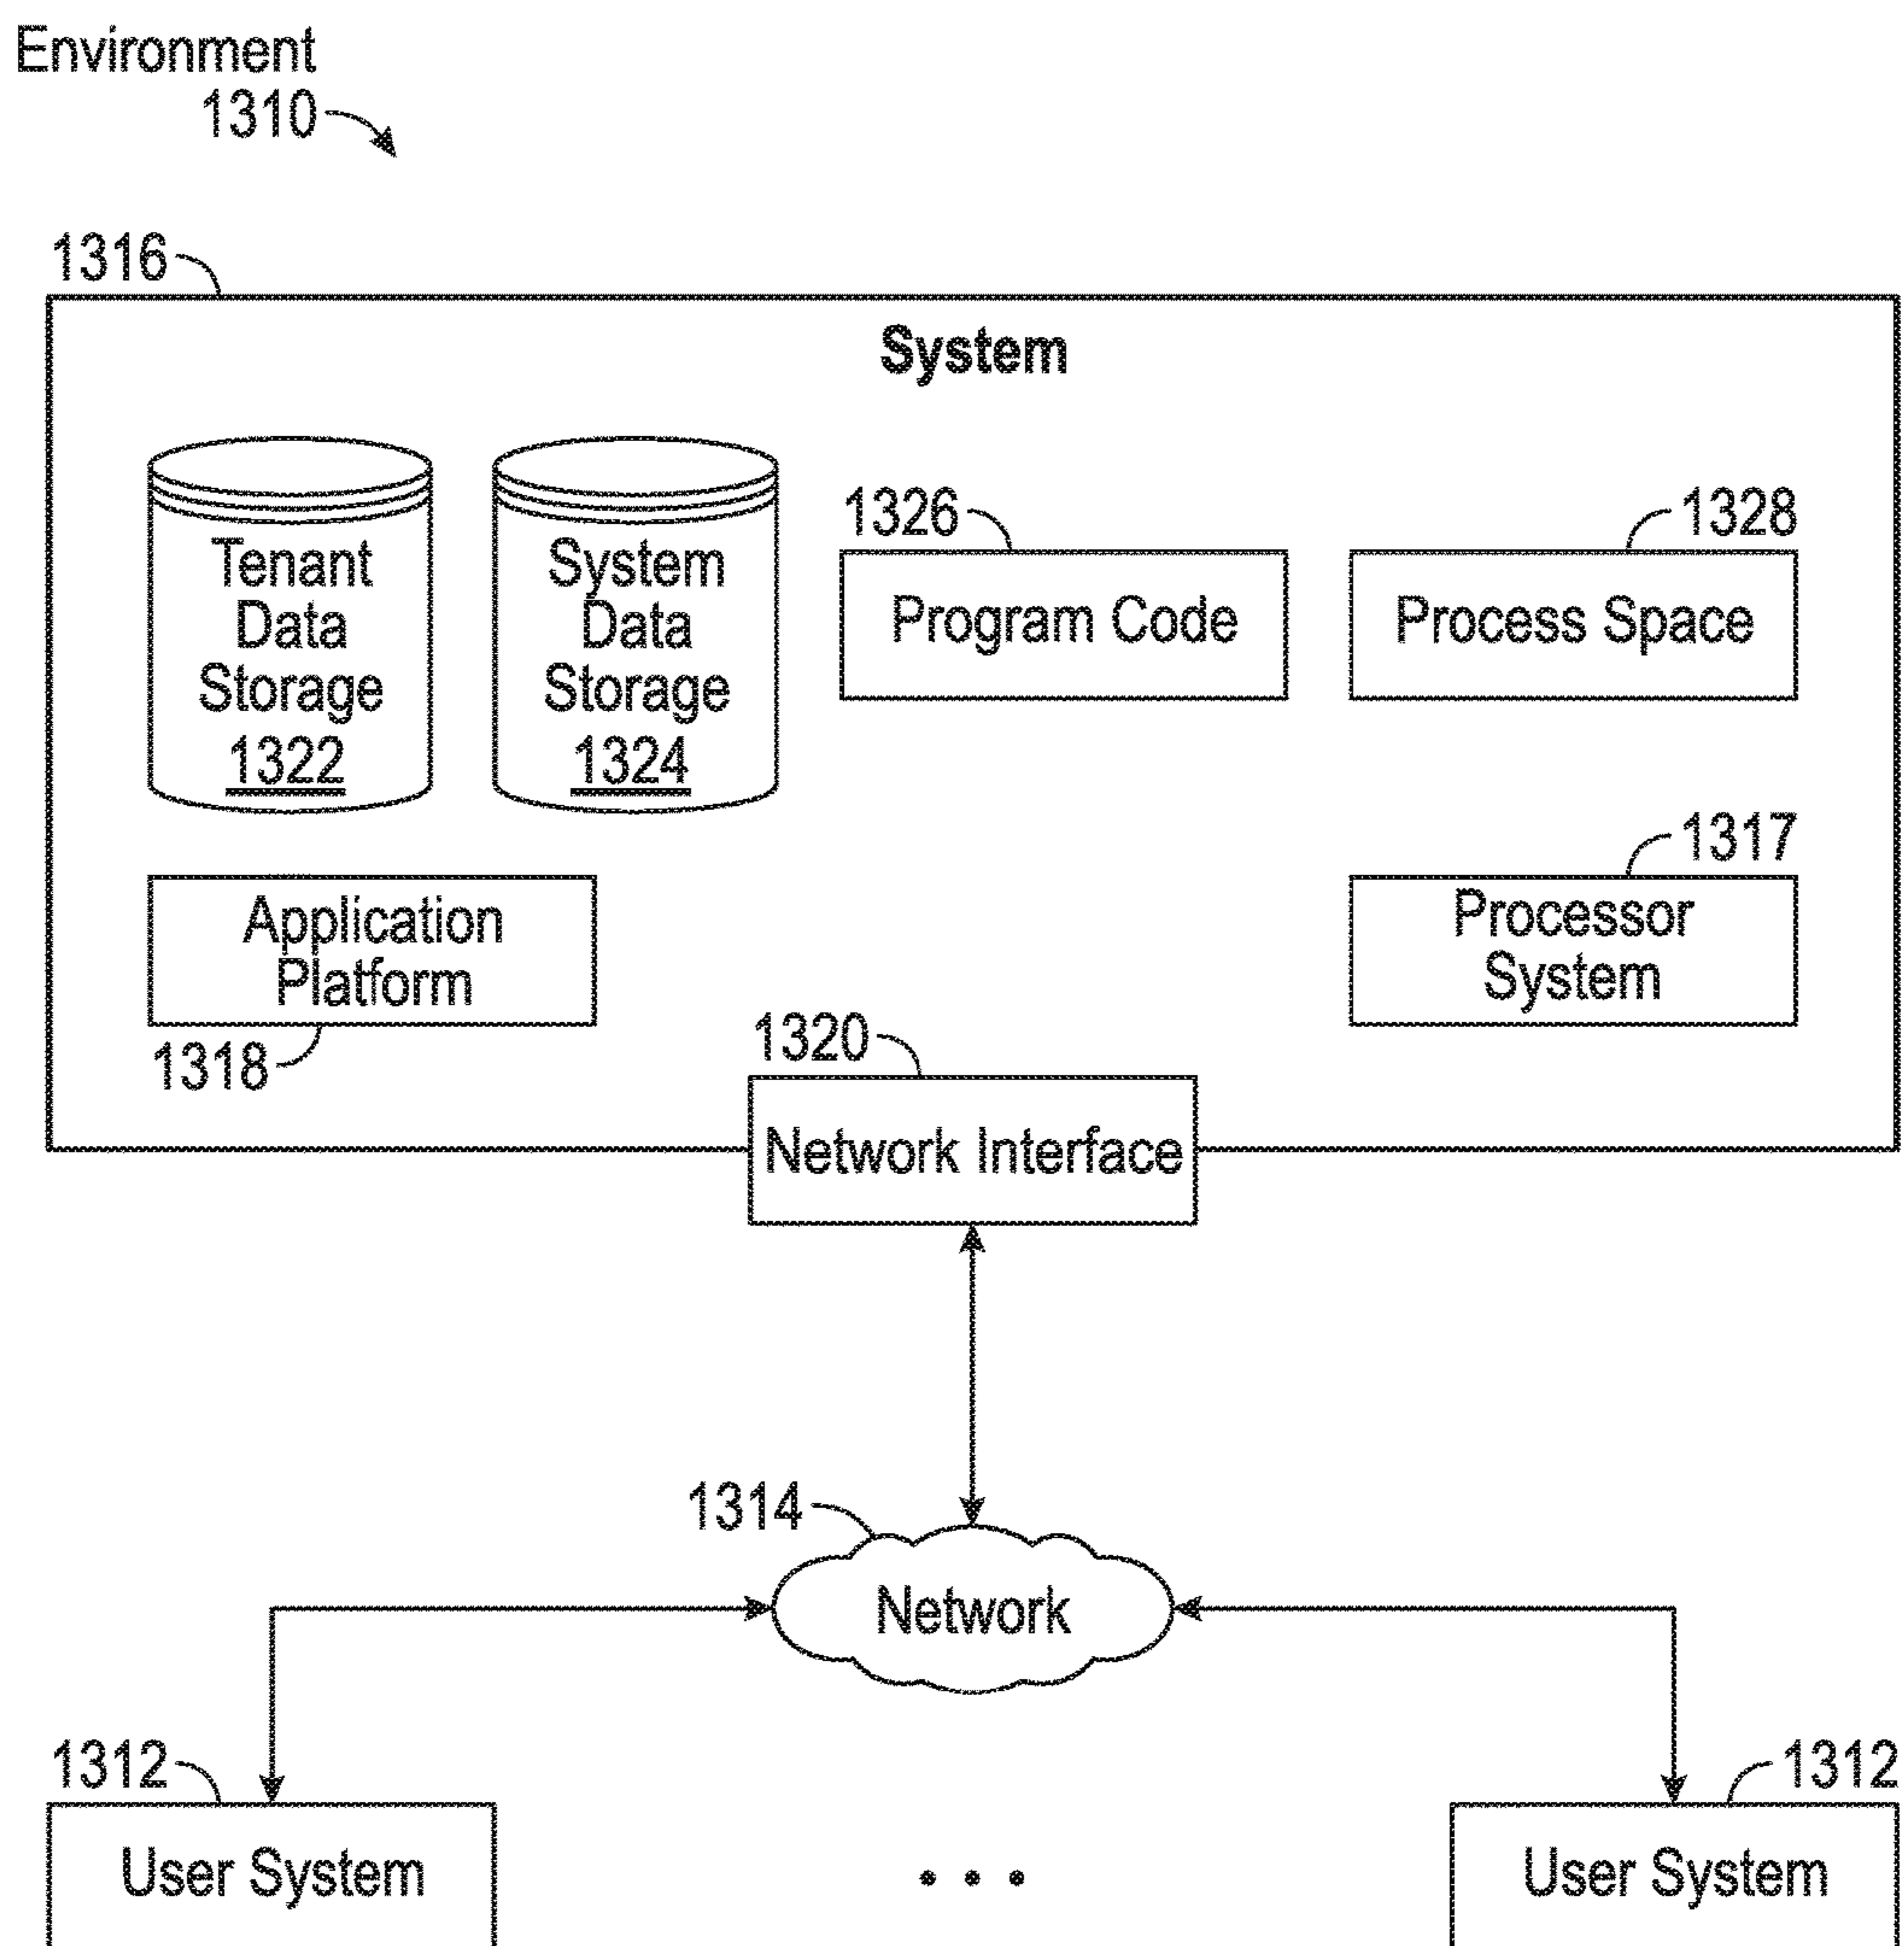 Environment
1310
1316
System
Tenant
Data
Storage
1322
System
Data
Storage
1324
1326
Program Code
1328
Process Space
Application
Platform
1318
1317
Processor
System
1320
Network Interface
1314
Network
1312
User System
. . .
1312
User System